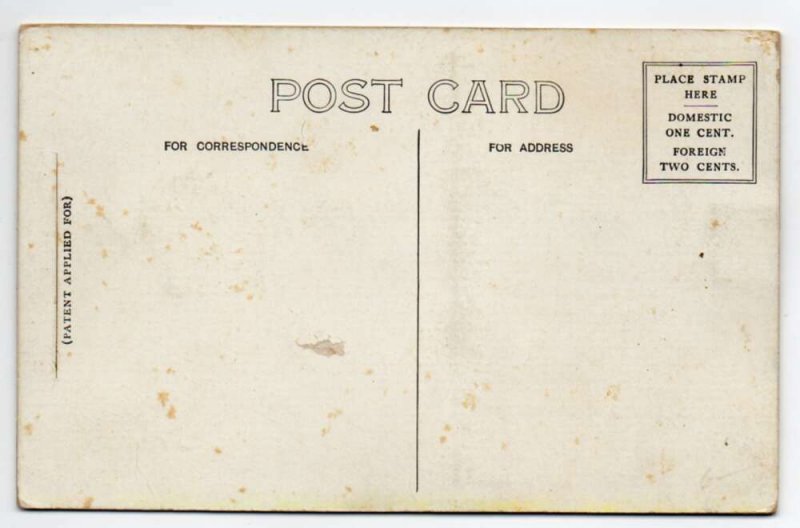 POST CARD
FOR CORRESPONDENCE
FOR ADDRESS
PLACE STAMP
HERE
DOMESTIC
ONE CENT.
FOREIGN
TWO CENTS.
(PATENT APPLIED FOR)